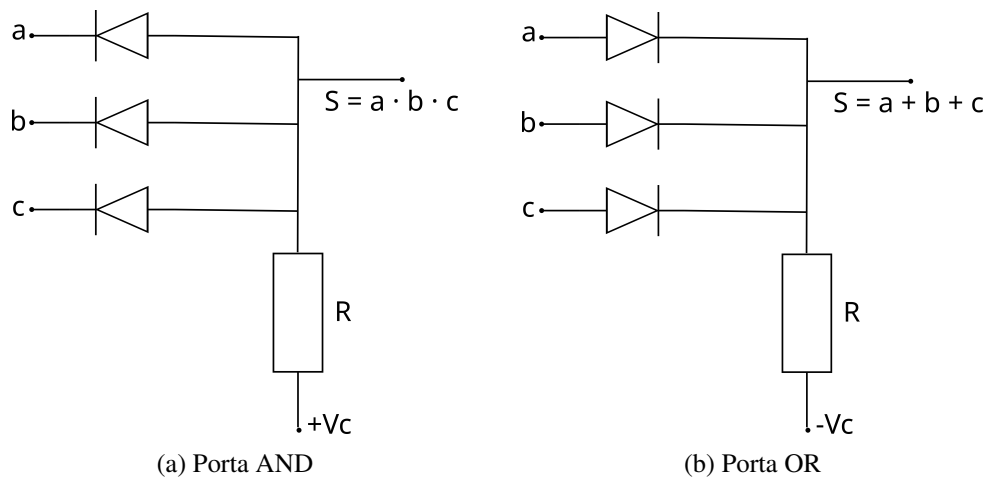 a
S = a · b · c
b
c
R
+Vc
(a) Porta AND
a
S = a + b + c
b
c
R
-Vc
(b) Porta OR